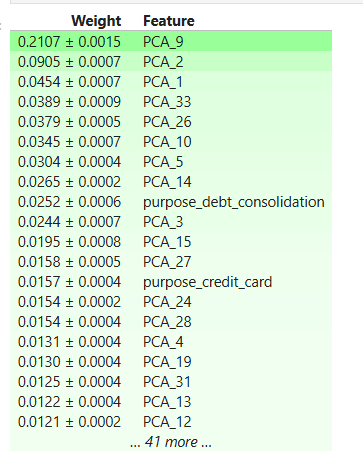 Weight Feature
0.2107 ± 0.0015 PCA_9
0.0905 ± 0.0007 PCA_2
0.0454 ± 0.0007 PCA_1
0.0389 ± 0.0009 PCA_33
0.0379 ± 0.0005 PCA_26
0.0345 ± 0.0007 PCA_10
0.0304 ± 0.0004 PCA_5
0.0265 ± 0.0002 PCA_14
0.0252 ± 0.0006 purpose_debt_consolidation
0.0244 ± 0.0007 PCA_3
0.0195 ± 0.0008 PCA_15
0.0158 ± 0.0005 PCA_27
0.0157 ± 0.0004 purpose_credit_card
0.0154 ± 0.0002 PCA_24
0.0154 ± 0.0004 PCA_28
0.0131 ± 0.0004 PCA_4
0.0130 ± 0.0004 PCA_19
0.0125 ± 0.0004 PCA_31
0.0122 ± 0.0004 PCA_13
0.0121 ± 0.0002 PCA_12
... 41 more ...